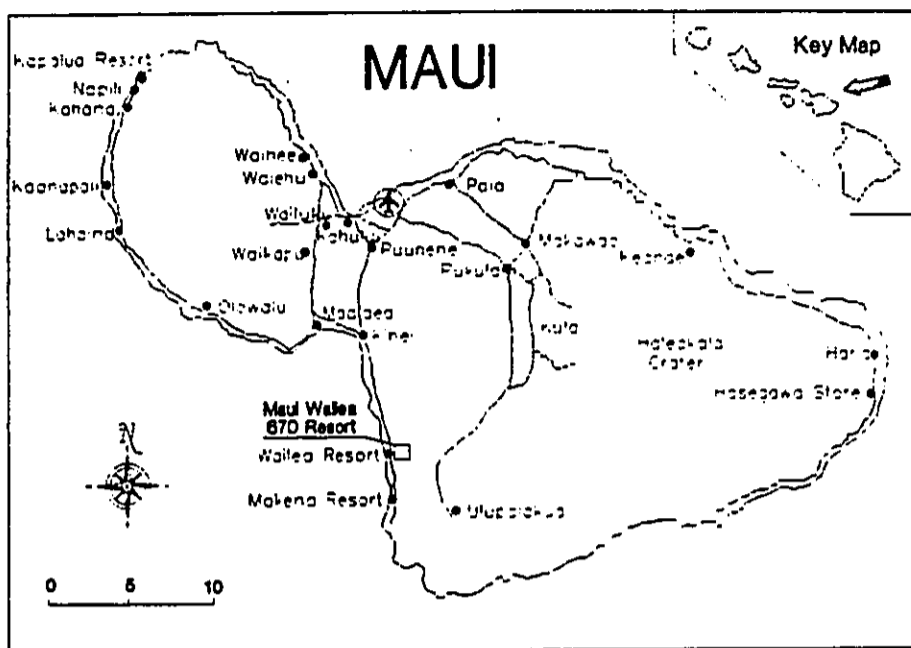 MAUI
Key Map
Kapalua Resort
Napili
Kahana
Waihee
Waiehu
Kaanapali
Paia
Wailuku
Kahului
Lahaina
Makawao
Waikapu
Puunene
Keanae
Pukula
Olowalu
Maalaea
Kula
Kihei
Haleakala
Crater
Hana
Hasegawa Store
Maui Wailea
670 Resort
Wailea Resort
N
Makena Resort
Ulupalakua
0 5 10